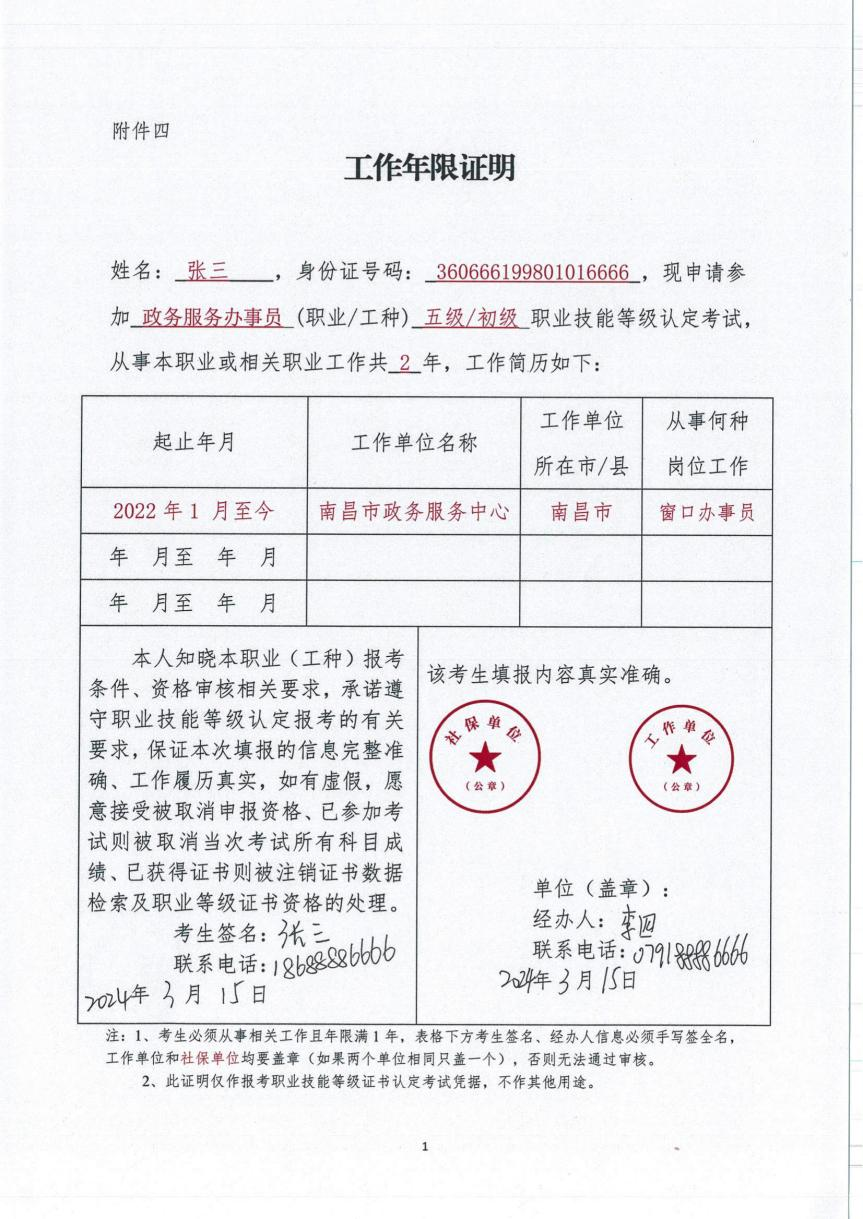 附件四
工作年限证明
姓名：张三，身份证号码：360666199801016666，现申请参
加 政务服务办事员 (职业/工种) 五级/初级 职业技能等级认定考试，
从事本职业或相关职业工作共 2 年，工作简历如下：
起止年月 工作单位名称 工作单位所在市/县 从事何种岗位工作
2022 年 1 月至今 南昌市政务服务中心 南昌市 窗口办事员
年 月至 年 月
年 月至 年 月
本人知晓本职业（工种）报考
条件、资格审核相关要求，承诺遵
守职业技能等级认定报考的有关
要求，保证本次填报的信息完整准
确、工作履历真实，如有虚假，愿
意接受被取消申报资格、已参加考
试则被取消当次考试所有科目成
绩、已获得证书则被注销证书数据
检索及职业等级证书资格的处理。
考生签名：张三
联系电话：18688886666
2024年 3 月 15 日
该考生填报内容真实准确。
社保单位
（公章）
工作单位
（公章）
单位（盖章）：
经办人：李四
联系电话：079188886666
2024年 3 月 15日
注：1、考生必须从事相关工作且年限满 1 年，表格下方考生签名、经办人信息必须手写签全名，
工作单位和社保单位均要盖章（如果两个单位相同只盖一个），否则无法通过审核。
2、此证明仅作报考职业技能等级证书认定考试凭据，不作其他用途。
1